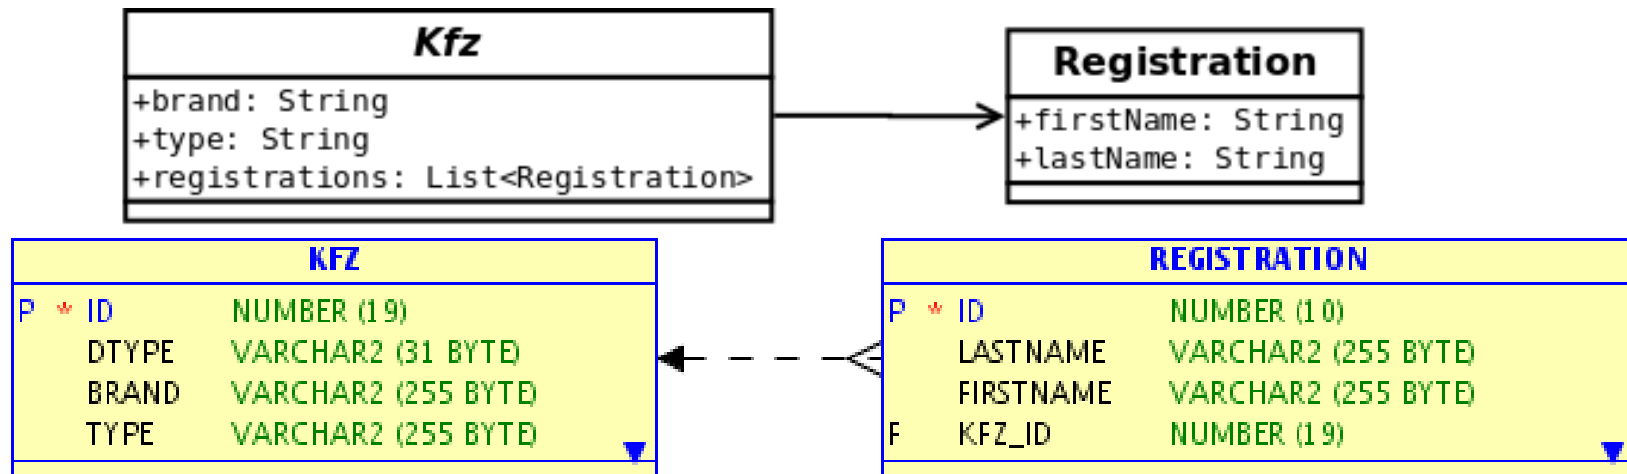 Kfz
+brand: String
+type: String
+registrations: List<Registration>
Registration
+firstName: String
+lastName: String
KFZ
P * ID NUMBER (19)
DTYPE VARCHAR2 (31 BYTE)
BRAND VARCHAR2 (255 BYTE)
TYPE VARCHAR2 (255 BYTE)
REGISTRATION
P * ID NUMBER (10)
LASTNAME VARCHAR2 (255 BYTE)
FIRSTNAME VARCHAR2 (255 BYTE)
F KFZ_ID NUMBER (19)